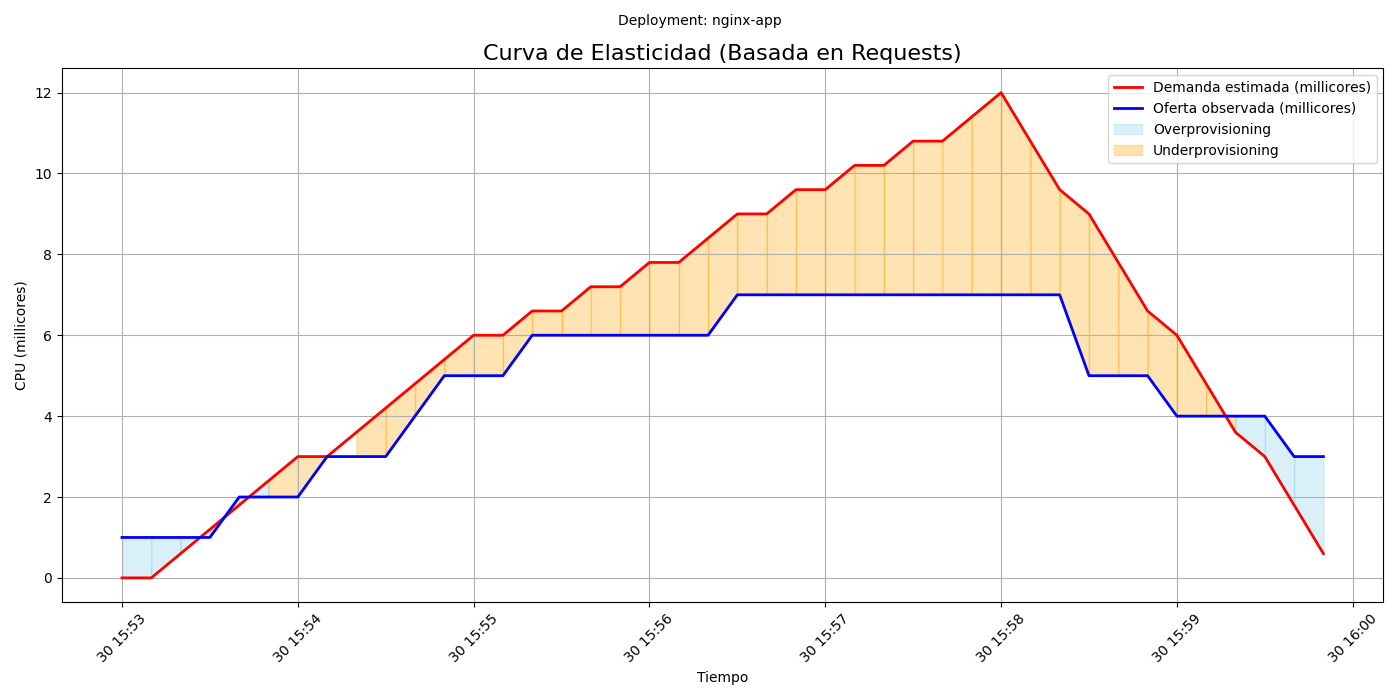 Deployment: nginx-app
Curva de Elasticidad (Basada en Requests)
Demanda estimada (millicores)
Oferta observada (millicores)
Overprovisioning
Underprovisioning
CPU (millicores)
12
10
8
6
4
2
0
30 15:53
30 15:54
30 15:55
30 15:56
30 15:57
30 15:58
30 15:59
30 16:00
Tiempo